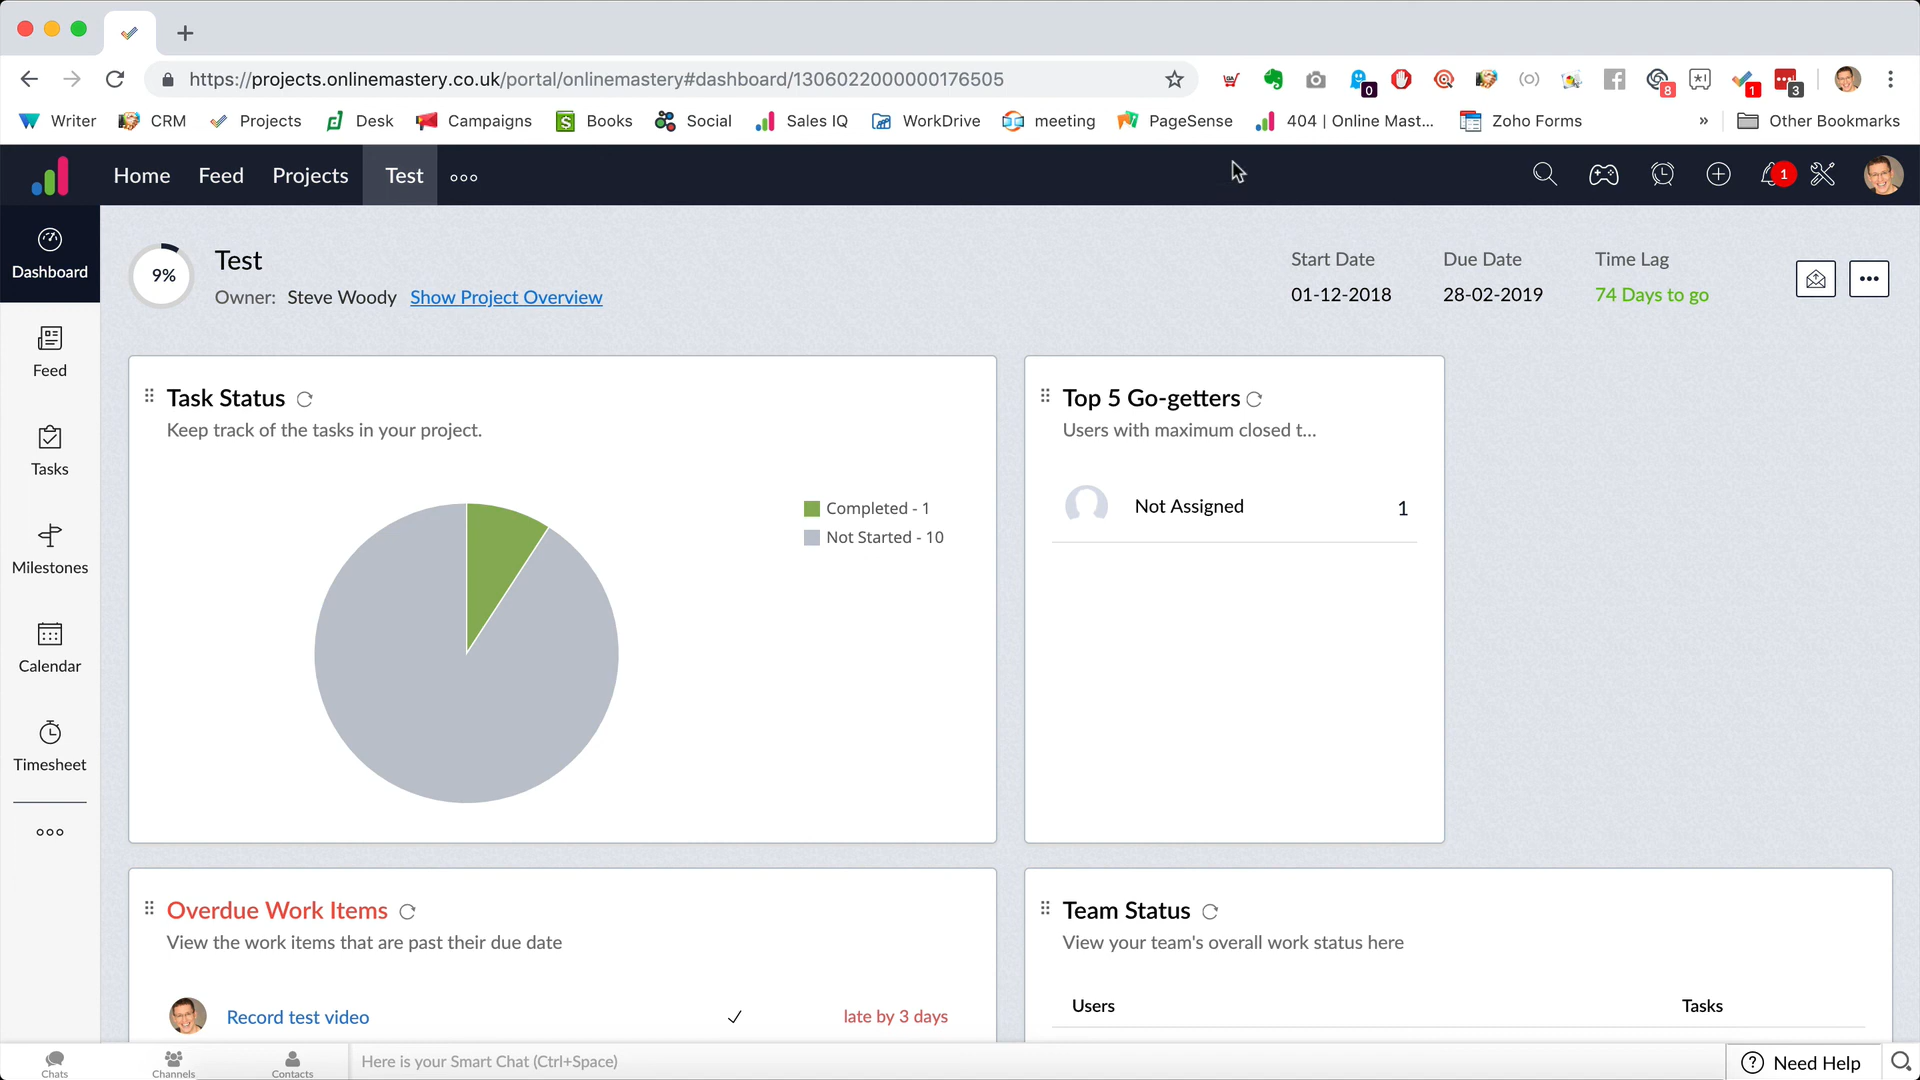 https://projects.onlinemastery.co.uk/portal/onlinemastery#dashboard/1306022000000176505
0
8
1
3
Writer CRM Projects Desk Campaigns Books Social Sales IQ WorkDrive meeting PageSense 404 | Online Mast... Zoho Forms » Other Bookmarks
Home Feed Projects Test
1
Dashboard
Feed
Tasks
Milestones
Calendar
Timesheet
9%
Test
Owner: Steve Woody Show Project Overview
Start Date Due Date Time Lag
01-12-2018 28-02-2019 74 Days to go
Task Status
Keep track of the tasks in your project.
Completed - 1
Not Started - 10
Top 5 Go-getters
Users with maximum closed t...
Not Assigned 1
Overdue Work Items
View the work items that are past their due date
Record test video late by 3 days
Team Status
View your team's overall work status here
Users Tasks
Chats Channels Contacts
Here is your Smart Chat (Ctrl+Space)
Need Help